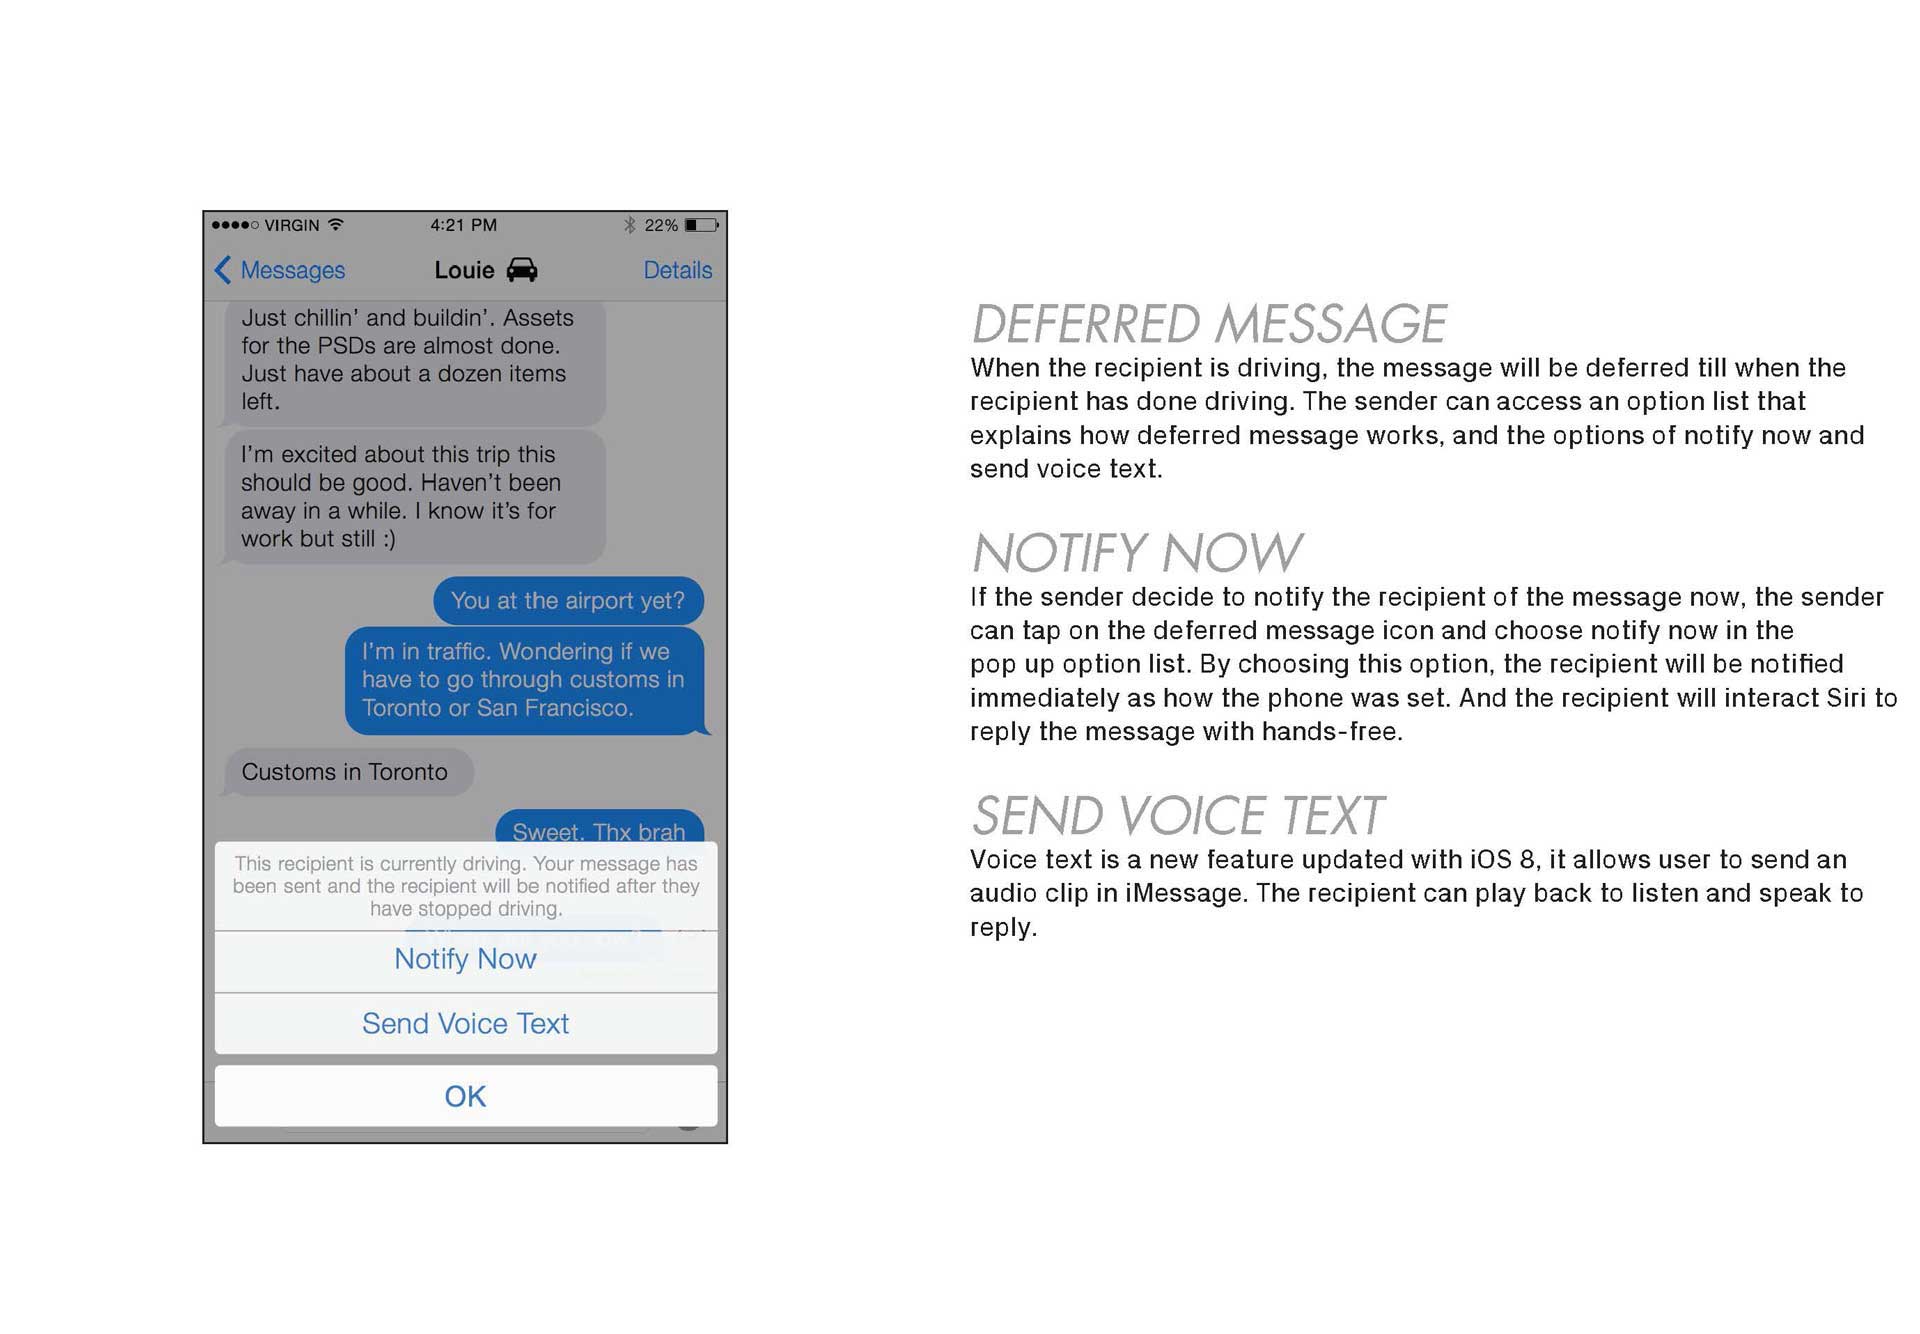 VIRGIN
4:21 PM
22%
Messages
Louie
Details
Just chillin’ and buildin’. Assets
for the PSDs are almost done.
Just have about a dozen items
left.
I’m excited about this trip this
should be good. Haven’t been
away in a while. I know it’s for
work but still :)
You at the airport yet?
I’m in traffic. Wondering if we
have to go through customs in
Toronto or San Francisco.
Customs in Toronto
Sweet. Thx brah
This recipient is currently driving. Your message has
been sent and the recipient will be notified after they
have stopped driving.
Notify Now
Send Voice Text
OK
DEFERRED MESSAGE
When the recipient is driving, the message will be deferred till when the
recipient has done driving. The sender can access an option list that
explains how deferred message works, and the options of notify now and
send voice text.
NOTIFY NOW
If the sender decide to notify the recipient of the message now, the sender
can tap on the deferred message icon and choose notify now in the
pop up option list. By choosing this option, the recipient will be notified
immediately as how the phone was set. And the recipient will interact Siri to
reply the message with hands-free.
SEND VOICE TEXT
Voice text is a new feature updated with iOS 8, it allows user to send an
audio clip in iMessage. The recipient can play back to listen and speak to
reply.